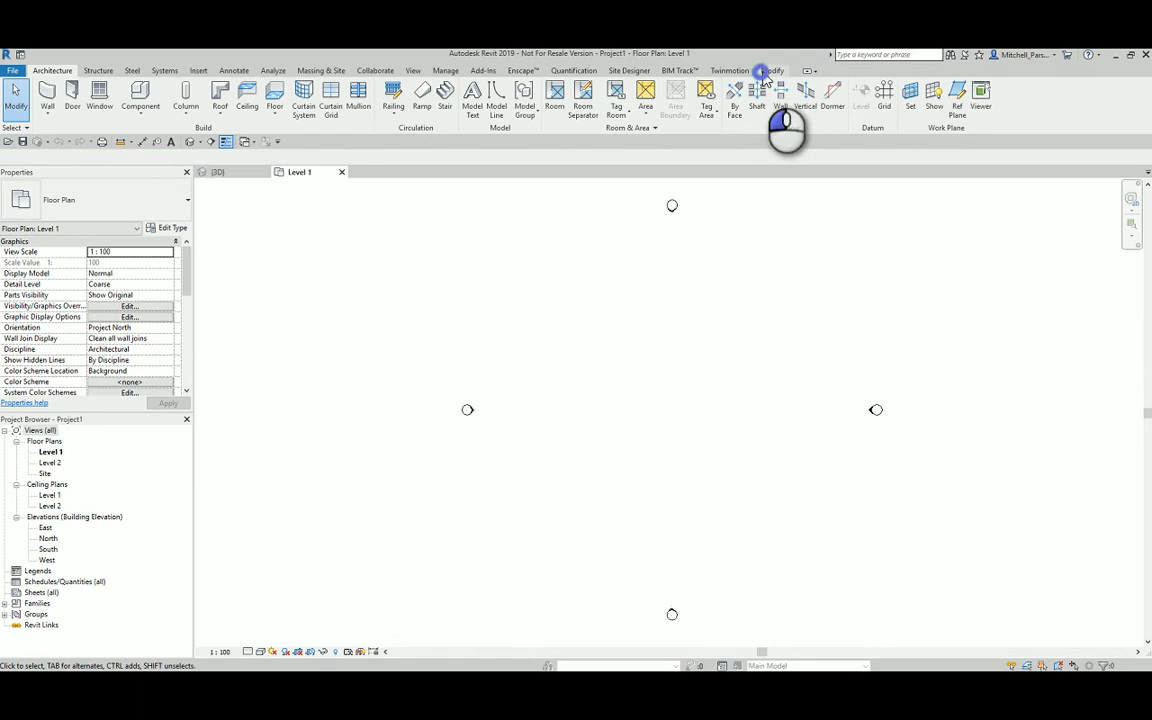 Autodesk Revit 2019 - Not For Resale Version - Project1 - Floor Plan: Level 1
Type a keyword or phrase
Mitchell_Pars...
File Architecture Structure Steel Systems Insert Annotate Analyze Massing & Site Collaborate View Manage Add-Ins Enscape™ Quantification Site Designer BIM Track™ Twinmotion
Modify Wall Door Window Component Column Roof Ceiling Floor Curtain System Curtain Grid Mullion Railing Ramp Stair Model Text Model Line Model Group Room Room Separator Tag Room Area Area Boundary Tag Area By Face Shaft Wall Vertical Dormer Level Grid Set Show Ref Plane Viewer
Select Build Circulation Model Room & Area Datum Work Plane
Properties
(3D)
Level 1
Floor Plan
Floor Plan: Level 1 Edit Type
Graphics
View Scale 1 : 100
Scale Value 1: 100
Display Model Normal
Detail Level Coarse
Parts Visibility Show Original
Visibility/Graphics Over... Edit...
Graphic Display Options Edit...
Orientation Project North
Wall Join Display Clean all wall joins
Discipline Architectural
Show Hidden Lines By Discipline
Color Scheme Location Background
Color Scheme <none>
System Color Schemes Edit...
Properties help Apply
Project Browser - Project1
Views (all)
Floor Plans
Level 1
Level 2
Site
Ceiling Plans
Level 1
Level 2
Elevations (Building Elevation)
East
North
South
West
Legends
Schedules/Quantities (all)
Sheets (all)
Families
Groups
Revit Links
1 : 100
Click to select, TAB for alternates, CTRL adds, SHIFT unselects.
:0
Main Model
:0